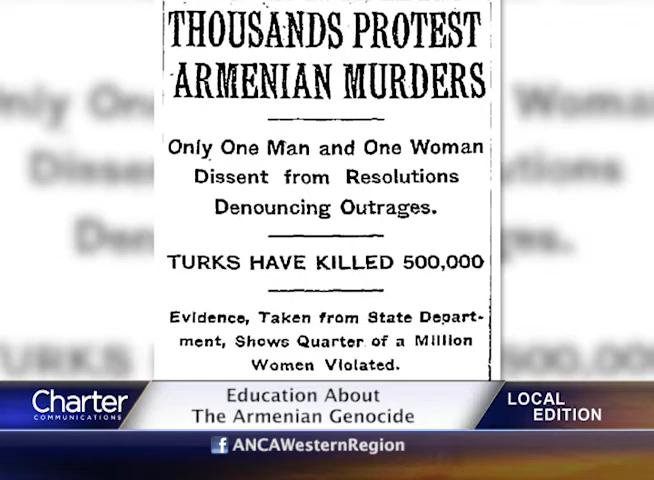 THOUSANDS PROTEST
ARMENIAN MURDERS
Only One Man and One Woman
Dissent from Resolutions
Denouncing Outrages.
TURKS HAVE KILLED 500,000
Evidence, Taken from State Depart-
ment, Shows Quarter of a Million
Women Violated.
Charter
COMMUNICATIONS
Education About
The Armenian Genocide
LOCAL
EDITION
f ANCAWesternRegion